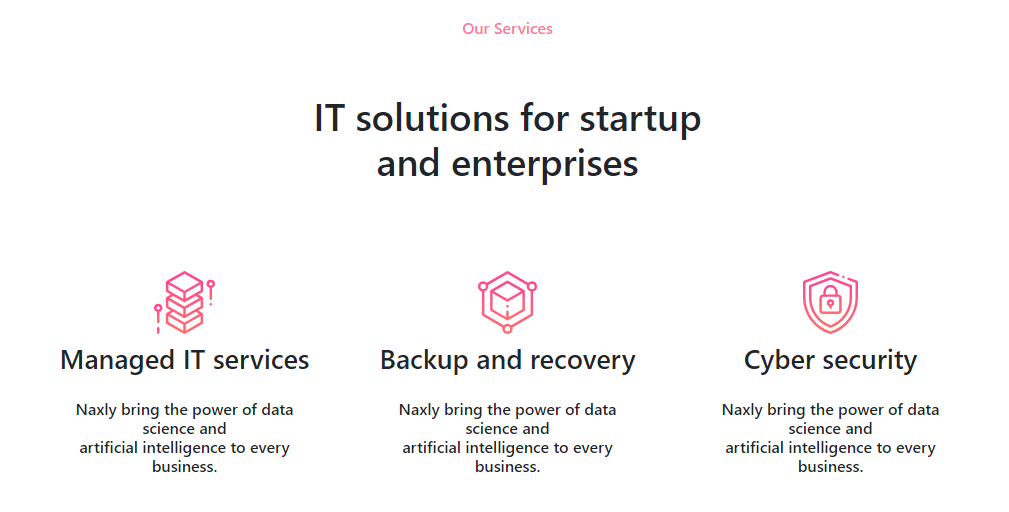 Our Services
IT solutions for startup
and enterprises
Managed IT services
Naxly bring the power of data
science and
artificial intelligence to every
business.
Backup and recovery
Naxly bring the power of data
science and
artificial intelligence to every
business.
Cyber security
Naxly bring the power of data
science and
artificial intelligence to every
business.